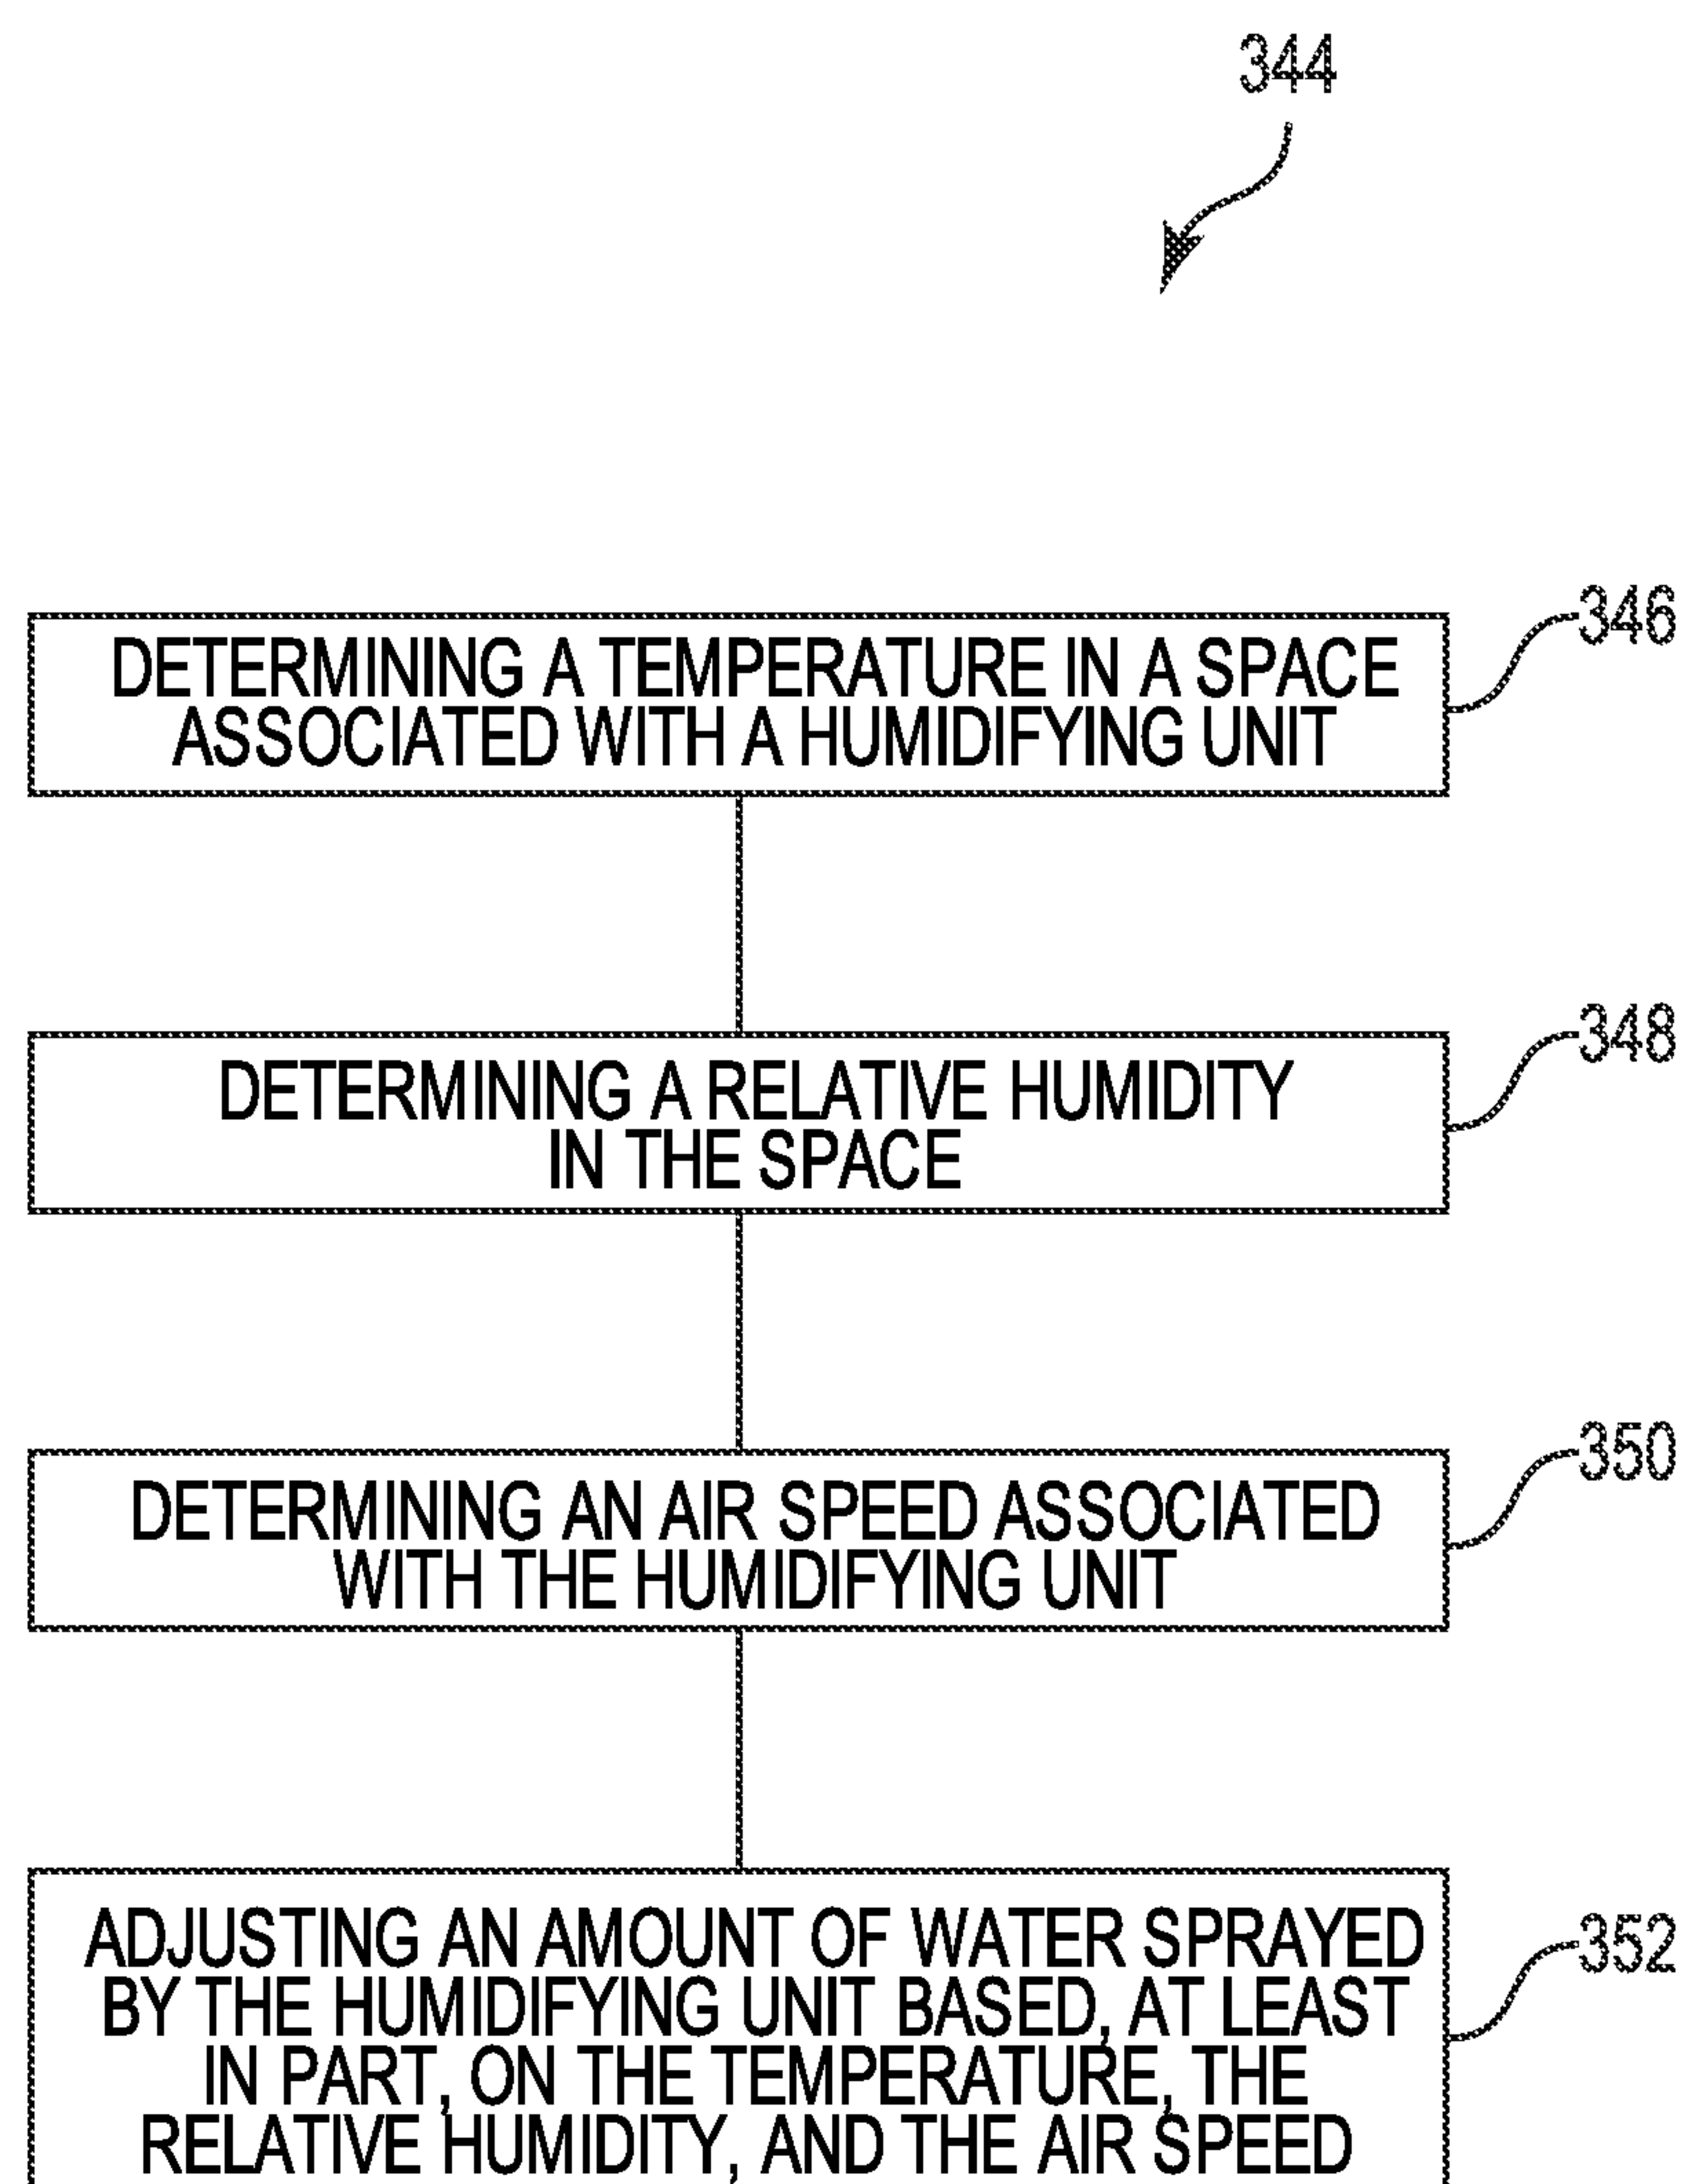 344
DETERMINING A TEMPERATURE IN A SPACE
ASSOCIATED WITH A HUMIDIFYING UNIT
346
DETERMINING A RELATIVE HUMIDITY
IN THE SPACE
348
DETERMINING AN AIR SPEED ASSOCIATED
WITH THE HUMIDIFYING UNIT
350
ADJUSTING AN AMOUNT OF WATER SPRAYED
BY THE HUMIDIFYING UNIT BASED, AT LEAST
IN PART, ON THE TEMPERATURE, THE
RELATIVE HUMIDITY, AND THE AIR SPEED
352